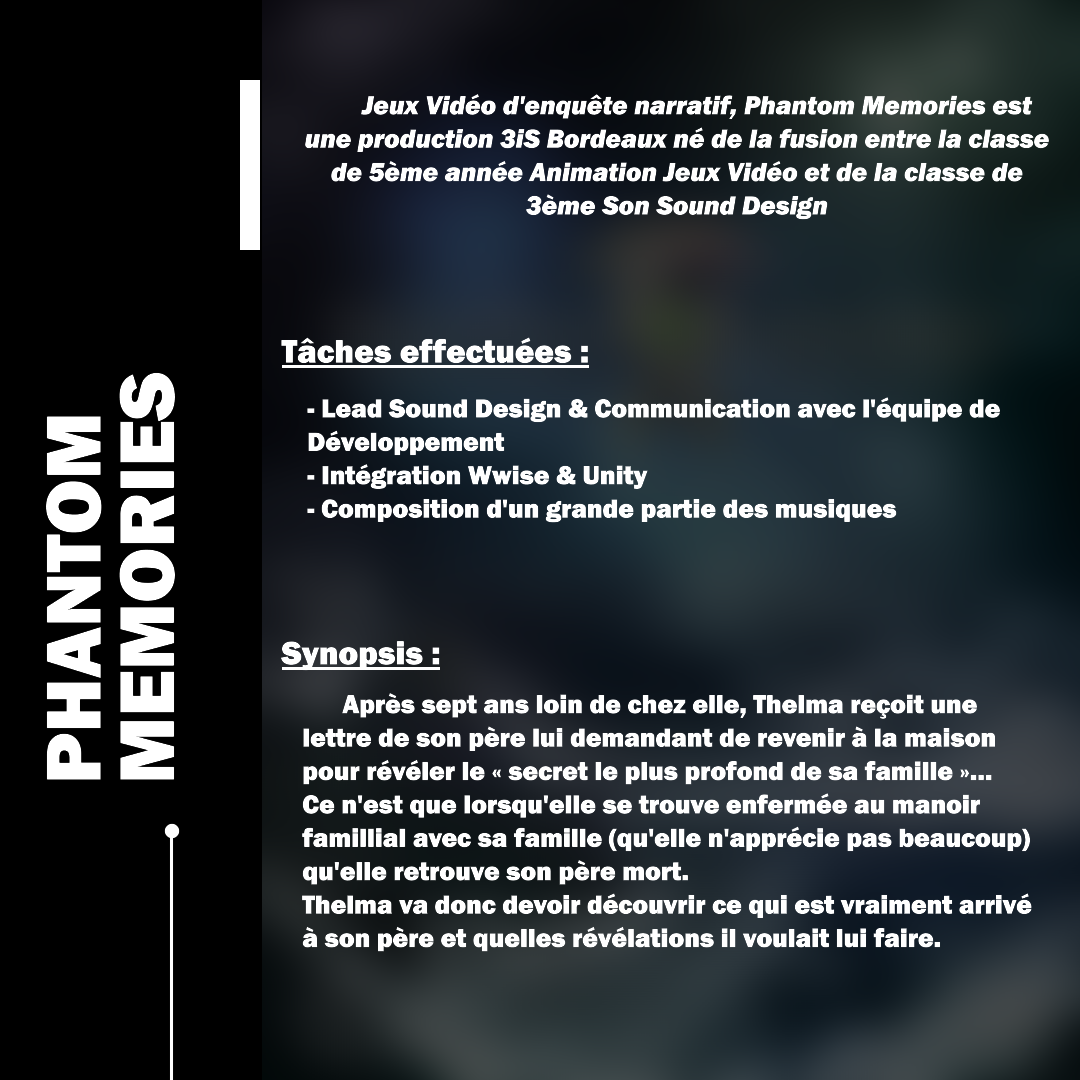 PHANTOM
MEMORIES
Jeux Vidéo d'enquête narratif, Phantom Memories est
une production 3iS Bordeaux né de la fusion entre la classe
de 5ème année Animation Jeux Vidéo et de la classe de
3ème Son Sound Design
Tâches effectuées :
- Lead Sound Design & Communication avec l'équipe de
Développement
- Intégration Wwise & Unity
- Composition d'un grande partie des musiques
Synopsis :
Après sept ans loin de chez elle, Thelma reçoit une
lettre de son père lui demandant de revenir à la maison
pour révéler le « secret le plus profond de sa famille »...
Ce n'est que lorsqu'elle se trouve enfermée au manoir
famillial avec sa famille (qu'elle n'apprécie pas beaucoup)
qu'elle retrouve son père mort.
Thelma va donc devoir découvrir ce qui est vraiment arrivé
à son père et quelles révélations il voulait lui faire.